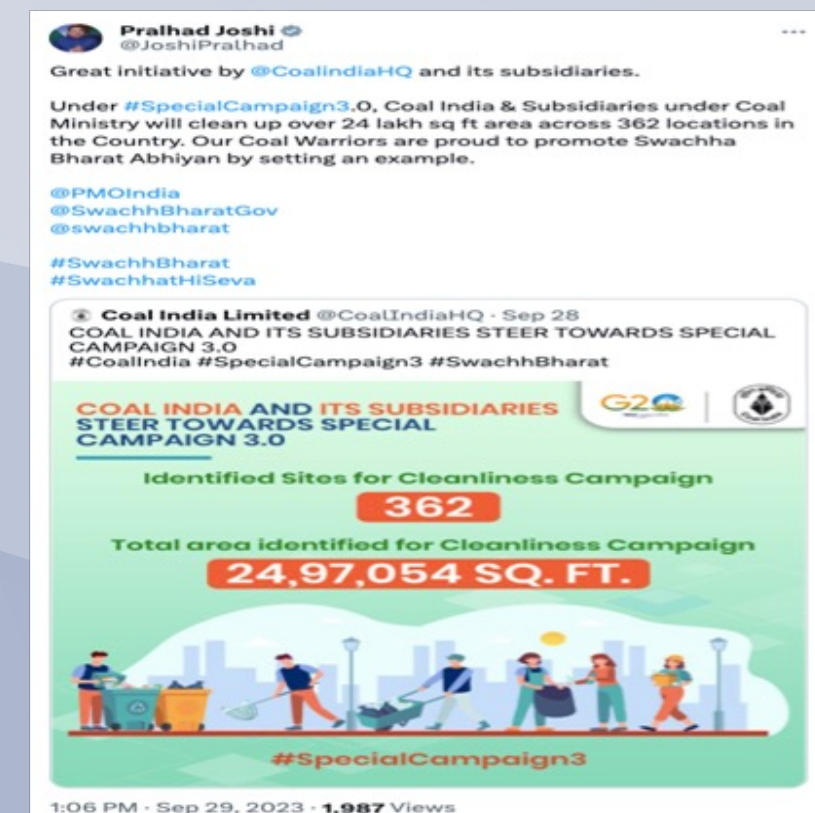 Pralhad Joshi
@JoshiPralhad
Great initiative by @CoalindiaHQ and its subsidiaries.
Under #SpecialCampaign3.0, Coal India & Subsidiaries under Coal
Ministry will clean up over 24 lakh sq ft area across 362 locations in
the Country. Our Coal Warriors are proud to promote Swachha
Bharat Abhiyan by setting an example.
@PMOIndia
@SwachhBharatGov
@swachhbharat
#SwachhBharat
#SwachhatHiSeva
Coal India Limited @CoalIndiaHQ · Sep 28
COAL INDIA AND ITS SUBSIDIARIES STEER TOWARDS SPECIAL
CAMPAIGN 3.0
#CoalIndia #SpecialCampaign3 #SwachhBharat
G20
COAL INDIA AND ITS SUBSIDIARIES
STEER TOWARDS SPECIAL
CAMPAIGN 3.0
Identified Sites for Cleanliness Campaign
362
Total area identified for Cleanliness Campaign
24,97,054 SQ. FT.
#SpecialCampaign3
1:06 PM · Sep 29, 2023 · 1,987 Views